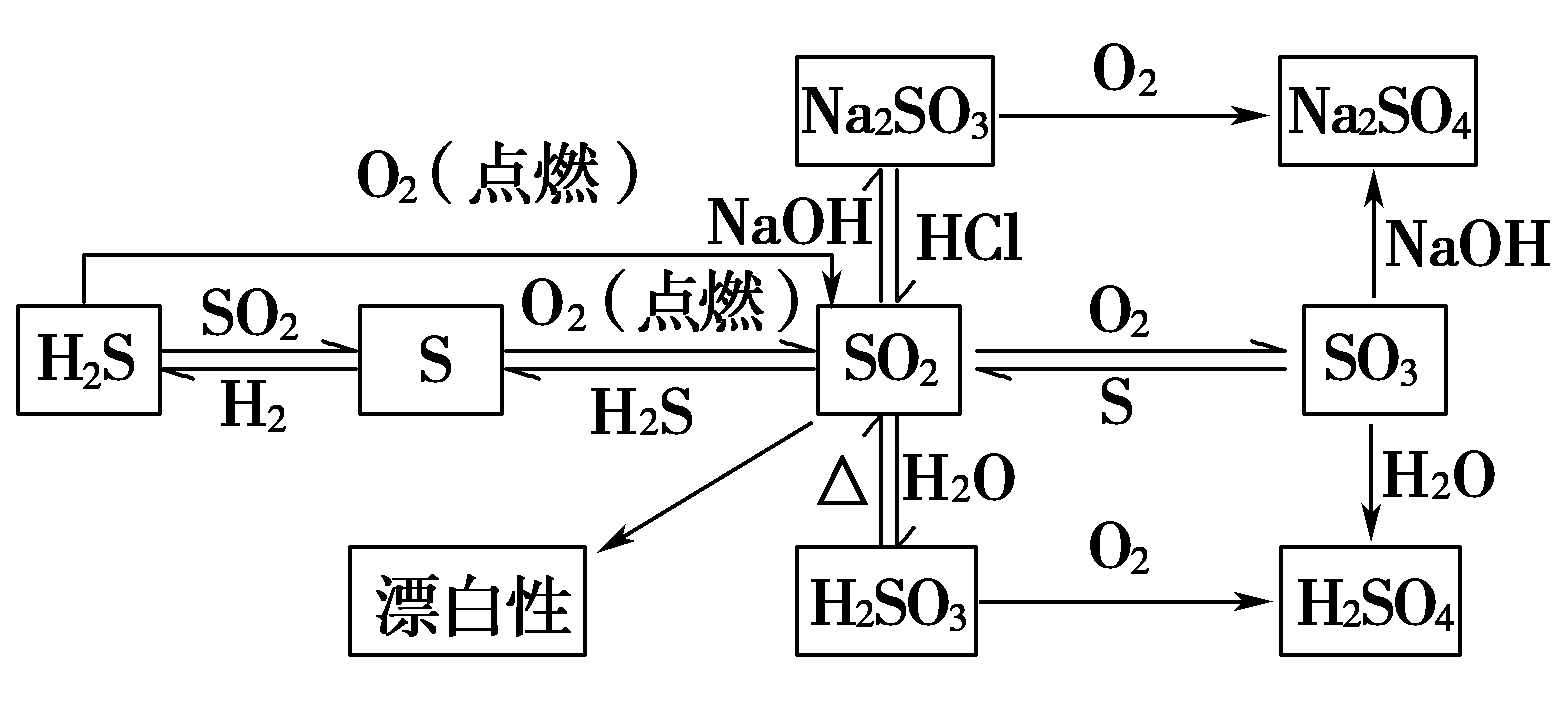 Na₂SO₃
O₂
Na₂SO₄
O₂(点燃)
NaOH
HCl
NaOH
H₂S
SO₂
H₂
S
O₂(点燃)
H₂S
SO₂
O₂
S
SO₃
△
H₂O
H₂O
漂白性
H₂SO₃
O₂
H₂SO₄